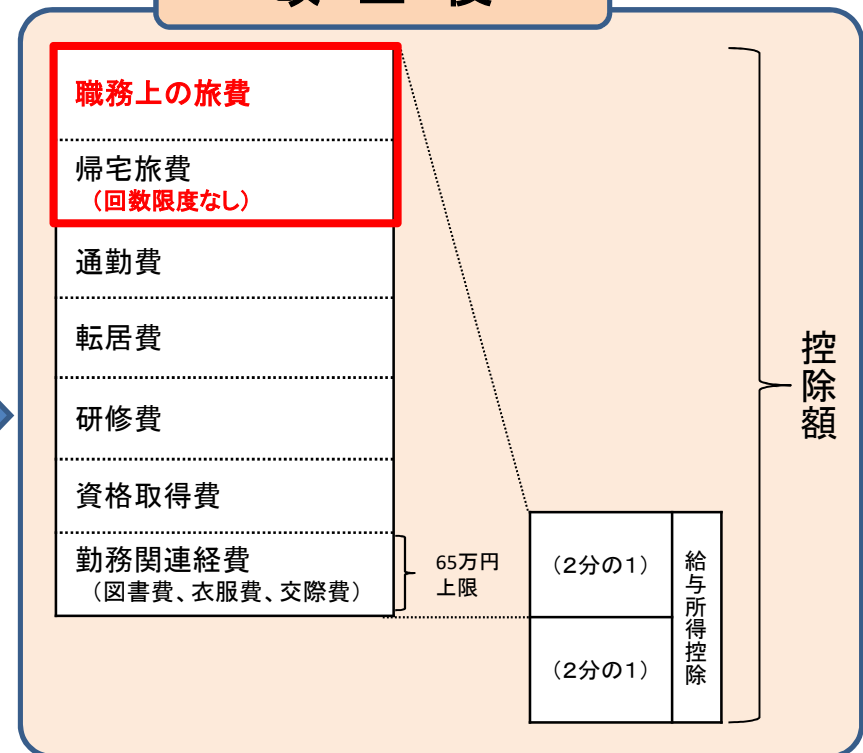 職務上の旅費
帰宅旅費
（回数限度なし）
通勤費
転居費
研修費
資格取得費
勤務関連経費
（図書費、衣服費、交際費）
65万円
上限
（2分の1）
（2分の1）
給与所得控除
控除額